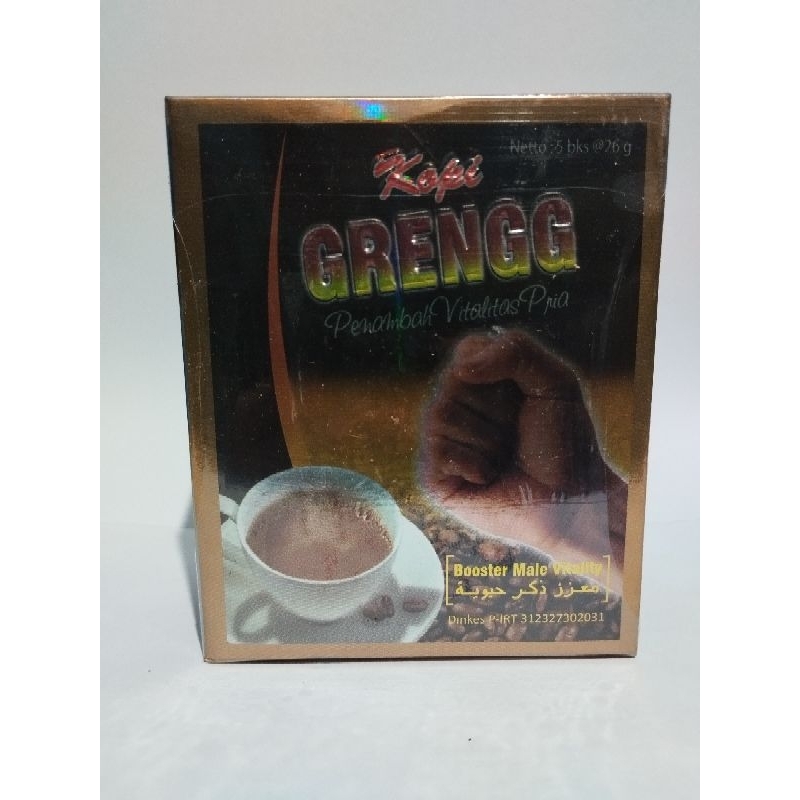 Netto : 5 bks @26 g
Kopi
GRENGG
Penambah Vitalitas Pria
Booster Male Vitality
معزز ذكر حيوية
Dinkes P-IRT 312327302031